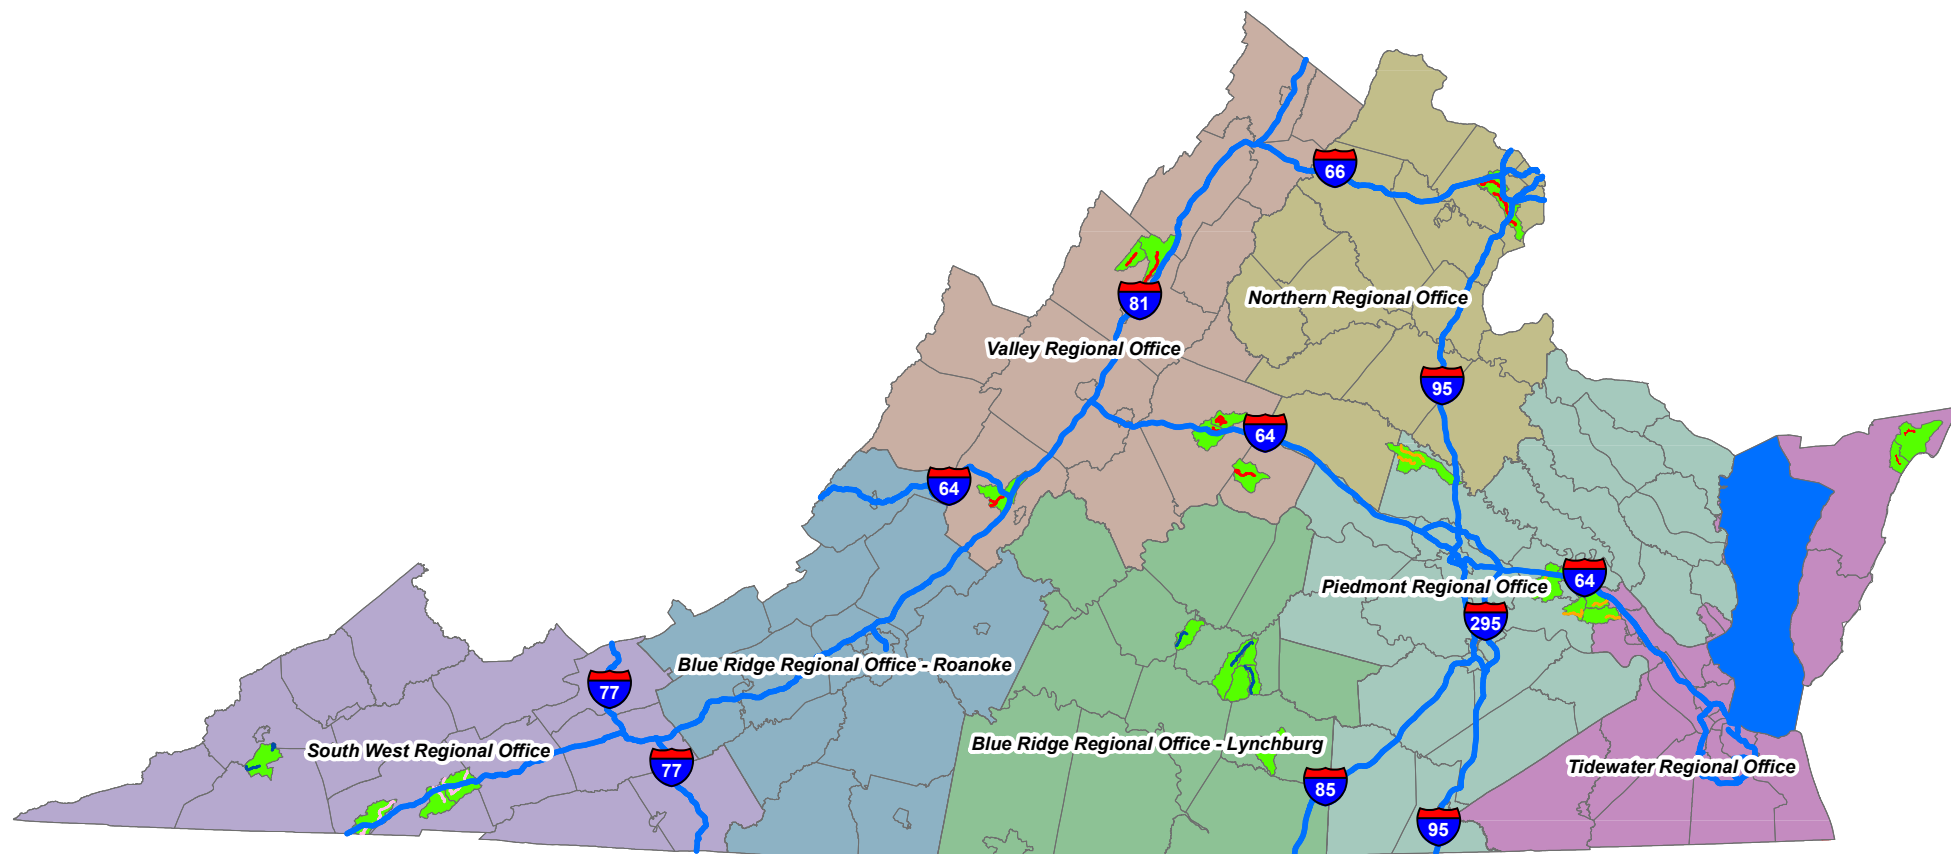 66
81
Northern Regional Office
Valley Regional Office
95
64
64
Piedmont Regional Office
64
295
Blue Ridge Regional Office - Roanoke
77
South West Regional Office
Blue Ridge Regional Office - Lynchburg
77
Tidewater Regional Office
85
95